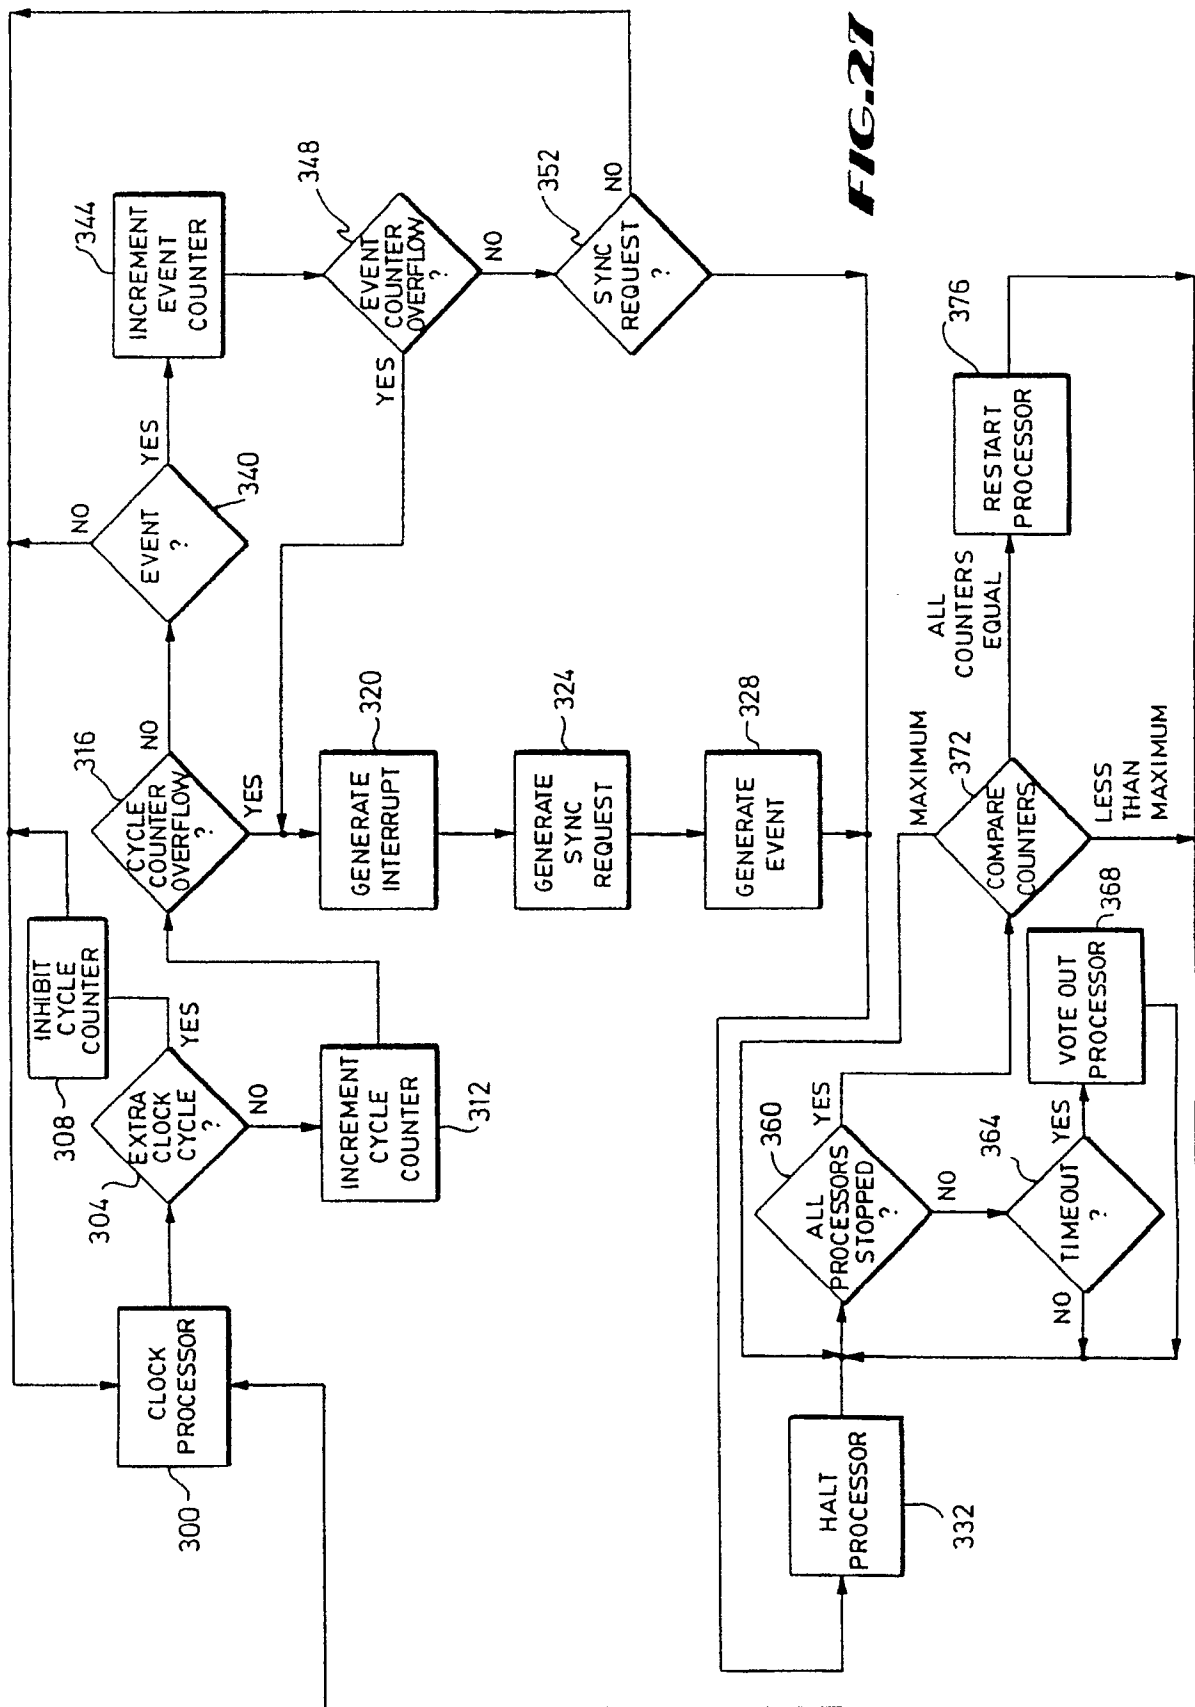 300
CLOCK
PROCESSOR
304
EXTRA
CLOCK
CYCLE
?
YES
NO
308
INHIBIT
CYCLE
COUNTER
INCREMENT
CYCLE
COUNTER
312
316
CYCLE
COUNTER
OVERFLOW
?
NO
YES
320
GENERATE
INTERRUPT
324
GENERATE
SYNC
REQUEST
328
GENERATE
EVENT
EVENT
?
340
NO
YES
344
INCREMENT
EVENT
COUNTER
348
EVENT
COUNTER
OVERFLOW
?
YES
NO
352
SYNC
REQUEST
?
NO
HALT
PROCESSOR
332
360
ALL
PROCESSORS
STOPPED
?
YES
NO
364
TIMEOUT
?
NO
YES
VOTE OUT
PROCESSOR
368
MAXIMUM
372
COMPARE
COUNTERS
LESS
THAN
MAXIMUM
ALL
COUNTERS
EQUAL
376
RESTART
PROCESSOR
FIG.27